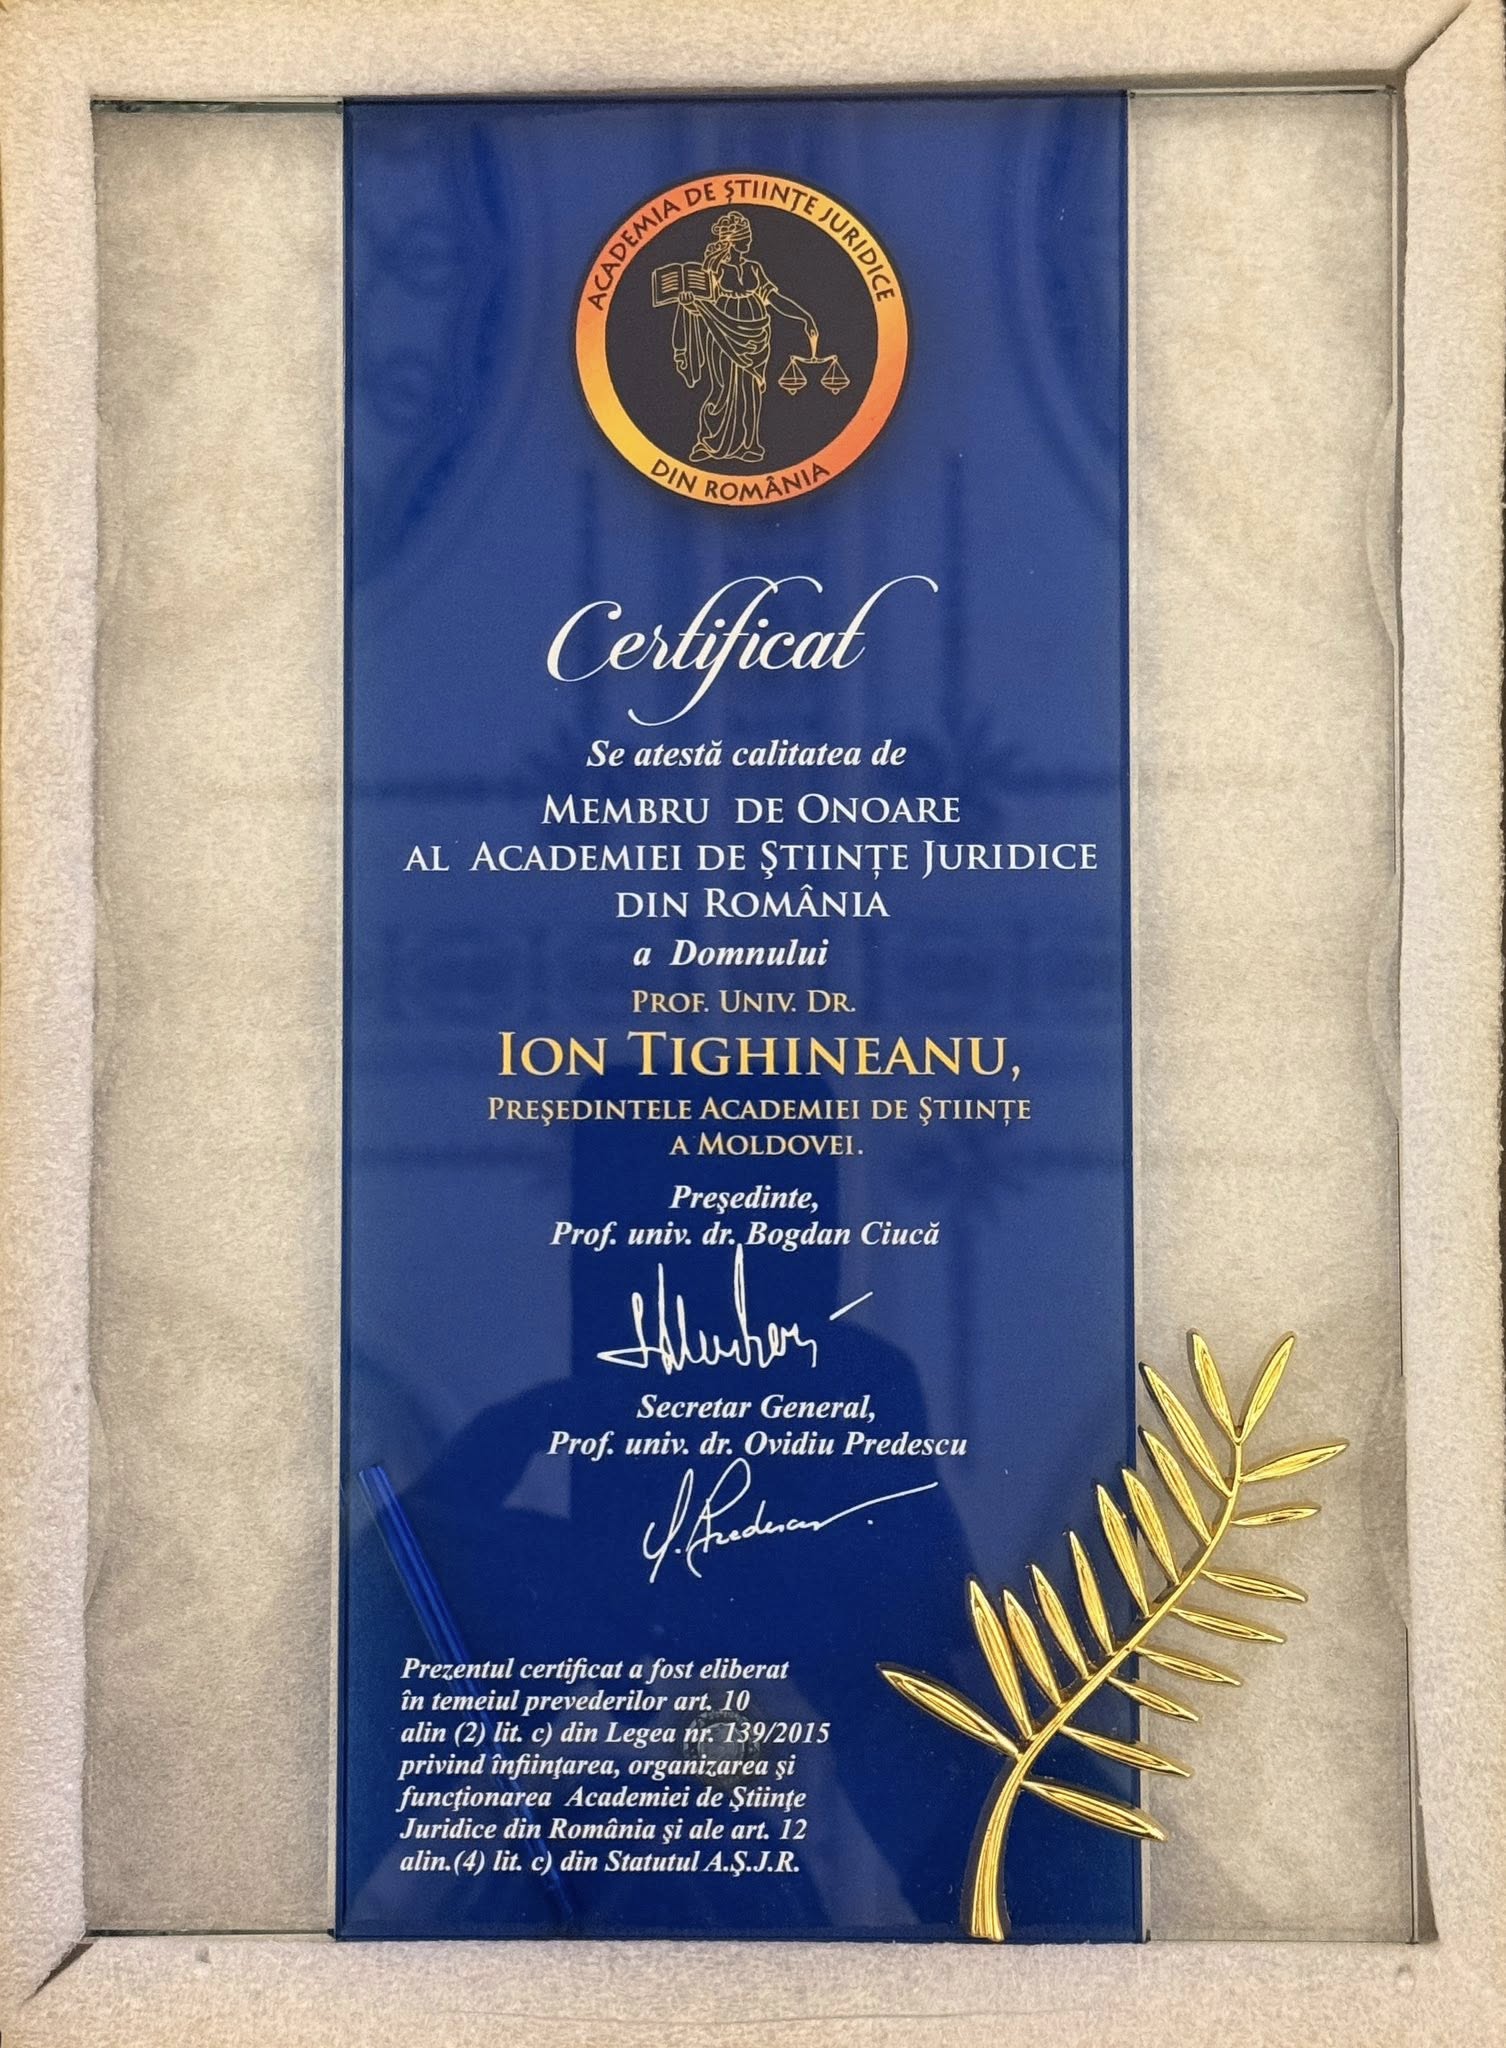 ACADEMIA DE ŞTIINŢE JURIDICE
DIN ROMÂNIA
Certificat
Se atestă calitatea de
MEMBRU DE ONOARE
AL ACADEMIEI DE ŞTIINŢE JURIDICE
DIN ROMÂNIA
a Domnului
PROF. UNIV. DR.
ION TIGHINEANU,
PREŞEDINTELE ACADEMIEI DE ŞTIINŢE
A MOLDOVEI.
Preşedinte,
Prof. univ. dr. Bogdan Ciucă
Secretar General,
Prof. univ. dr. Ovidiu Predescu
Prezentul certificat a fost eliberat
în temeiul prevederilor art. 10
alin (2) lit. c) din Legea nr. 139/2015
privind înfiinţarea, organizarea şi
funcţionarea Academiei de Ştiinţe
Juridice din România şi ale art. 12
alin.(4) lit. c) din Statutul A.Ş.J.R.